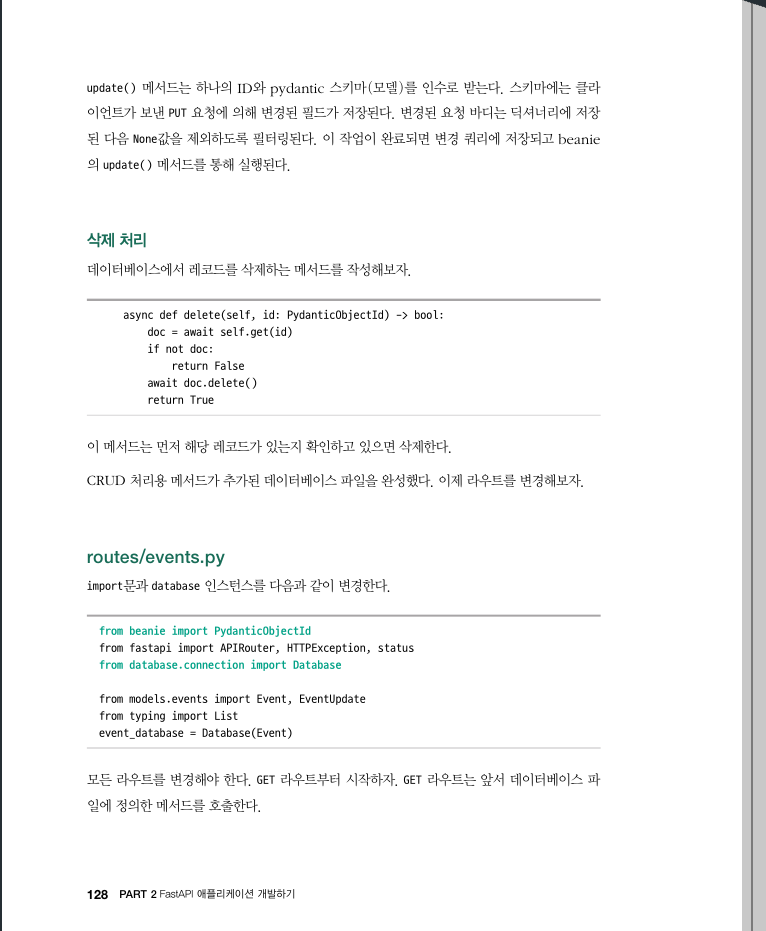 update() 메서드는 하나의 ID와 pydantic 스키마(모델)를 인수로 받는다. 스키마에는 클라
이언트가 보낸 PUT 요청에 의해 변경된 필드가 저장된다. 변경된 요청 바디는 딕셔너리에 저장
된 다음 None값을 제외하도록 필터링된다. 이 작업이 완료되면 변경 쿼리에 저장되고 beanie
의 update() 메서드를 통해 실행된다.
삭제 처리
데이터베이스에서 레코드를 삭제하는 메서드를 작성해보자.
async def delete(self, id: PydanticObjectId) -> bool:
doc = await self.get(id)
if not doc:
return False
await doc.delete()
return True
이 메서드는 먼저 해당 레코드가 있는지 확인하고 있으면 삭제한다.
CRUD 처리용 메서드가 추가된 데이터베이스 파일을 완성했다. 이제 라우트를 변경해보자.
routes/events.py
import문과 database 인스턴스를 다음과 같이 변경한다.
from beanie import PydanticObjectId
from fastapi import APIRouter, HTTPException, status
from database.connection import Database
from models.events import Event, EventUpdate
from typing import List
event_database = Database(Event)
모든 라우트를 변경해야 한다. GET 라우트부터 시작하자. GET 라우트는 앞서 데이터베이스 파
일에 정의한 메서드를 호출한다.
128 PART 2 FastAPI 애플리케이션 개발하기